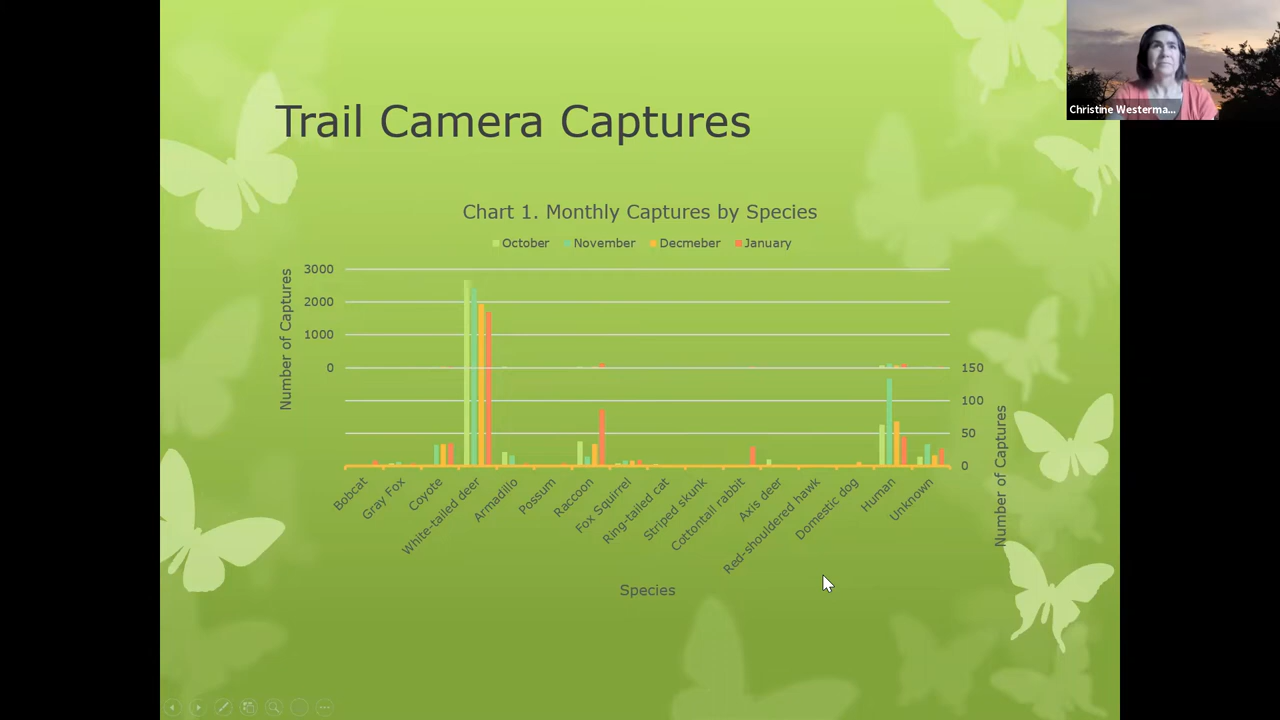 Christine Westerma...
Trail Camera Captures
Chart 1. Monthly Captures by Species
October November Decmeber January
Number of Captures
3000
2000
1000
0
150
100
50
0
Number of Captures
Bobcat
Gray Fox
Coyote
White-tailed deer
Armadillo
Possum
Raccoon
Fox Squirrel
Ring-tailed cat
Striped skunk
Cottontail rabbit
Axis deer
Red-shouldered hawk
Domestic dog
Human
Unknown
Species